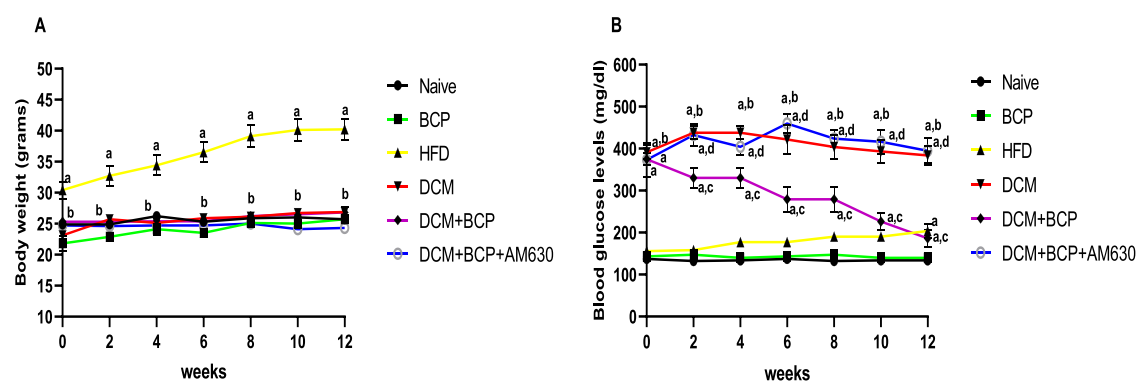 A
Body weight (grams)
50
45
40
35
30
25
20
15
10
a a a a a a a
b b b b b b b
0 2 4 6 8 10 12
weeks
Naive
BCP
HFD
DCM
DCM+BCP
DCM+BCP+AM630
B
Blood glucose levels (mg/dl)
600
500
400
300
200
100
0
a,b a,b a,b a,b a,b a,b a,b
a a,d a,d a,d a,d a,d
a a,c a,c a,c a,c a,c a,c
a
0 2 4 6 8 10 12
weeks
Naive
BCP
HFD
DCM
DCM+BCP
DCM+BCP+AM630